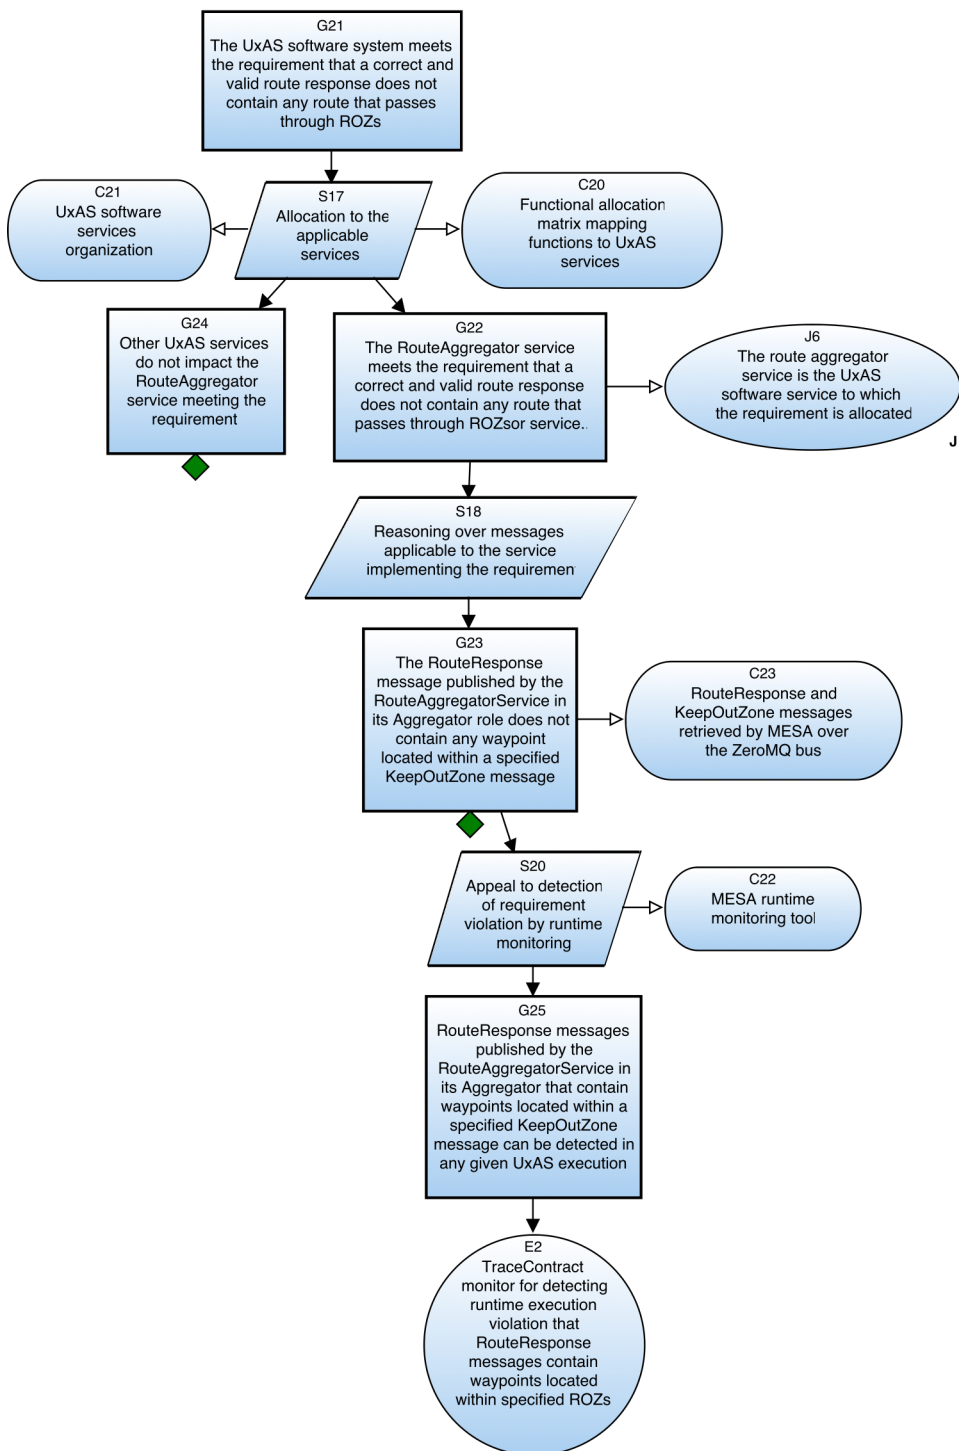 G21
The UxAS software system meets
the requirement that a correct and
valid route response does not
contain any route that passes
through ROZs
C21
UxAS software
services
organization
S17
Allocation to the
applicable
services
C20
Functional allocation
matrix mapping
functions to UxAS
services
G24
Other UxAS services
do not impact the
RouteAggregator
service meeting the
requirement
G22
The RouteAggregator service
meets the requirement that a
correct and valid route response
does not contain any route that
passes through ROZsor service..
J6
The route aggregator
service is the UxAS
software service to which
the requirement is allocated
J
S18
Reasoning over messages
applicable to the service
implementing the requiremen
G23
The RouteResponse
message published by the
RouteAggregatorService in
its Aggregator role does not
contain any waypoint
located within a specified
KeepOutZone message
C23
RouteResponse and
KeepOutZone messages
retrieved by MESA over
the ZeroMQ bus
S20
Appeal to detection
of requirement
violation by runtime
monitoring
C22
MESA runtime
monitoring tool
G25
RouteResponse messages
published by the
RouteAggregatorService in
its Aggregator that contain
waypoints located within a
specified KeepOutZone
message can be detected in
any given UxAS execution
E2
TraceContract
monitor for detecting
runtime execution
violation that
RouteResponse
messages contain
waypoints located
within specified ROZs